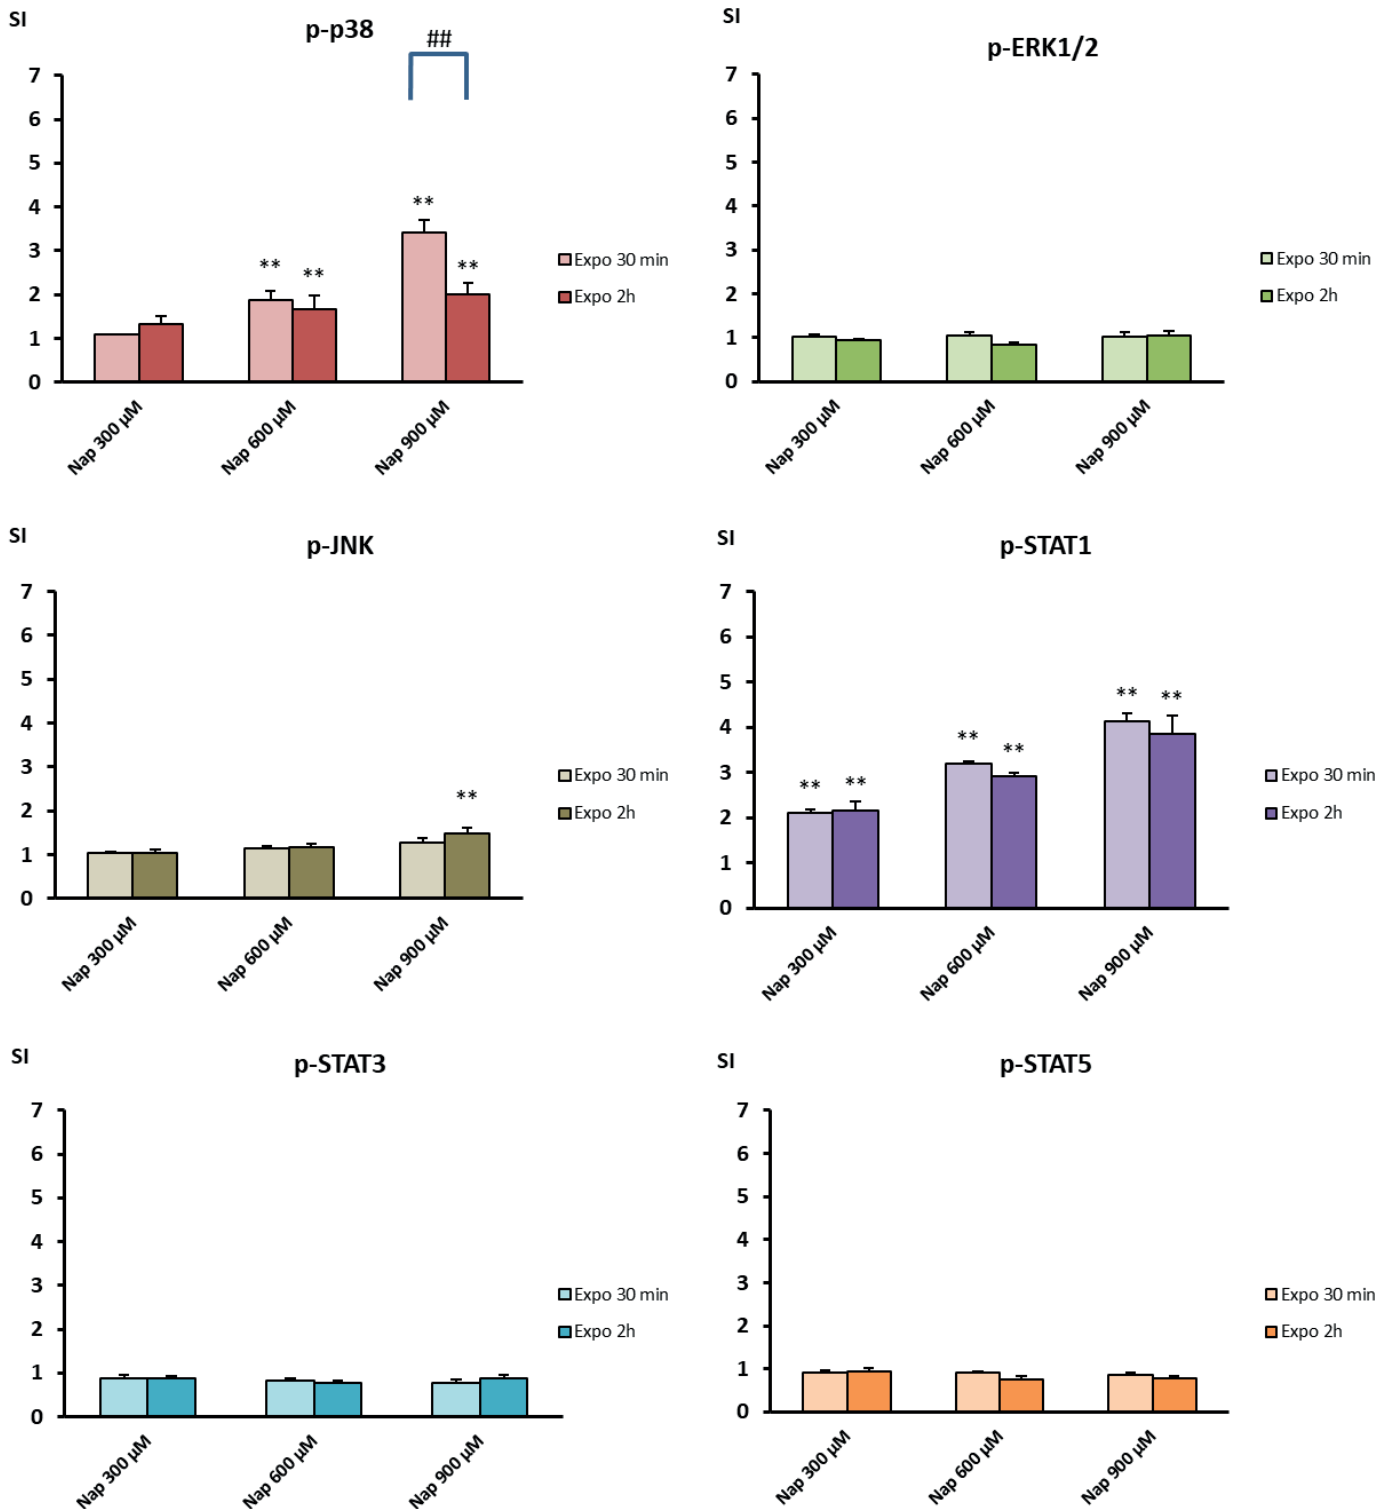 SI
p-p38
##
7
6
5
4
3
2
1
0
**
**
**
**
Expo 30 min
Expo 2h
Nap 300 µM
Nap 600 µM
Nap 900 µM
SI
p-ERK1/2
7
6
5
4
3
2
1
0
Expo 30 min
Expo 2h
Nap 300 µM
Nap 600 µM
Nap 900 µM
SI
p-JNK
7
6
5
4
3
2
1
0
**
Expo 30 min
Expo 2h
Nap 300 µM
Nap 600 µM
Nap 900 µM
SI
p-STAT1
7
6
5
4
3
2
1
0
**
**
**
**
**
**
Expo 30 min
Expo 2h
Nap 300 µM
Nap 600 µM
Nap 900 µM
SI
p-STAT3
7
6
5
4
3
2
1
0
Expo 30 min
Expo 2h
Nap 300 µM
Nap 600 µM
Nap 900 µM
SI
p-STAT5
7
6
5
4
3
2
1
0
Expo 30 min
Expo 2h
Nap 300 µM
Nap 600 µM
Nap 900 µM